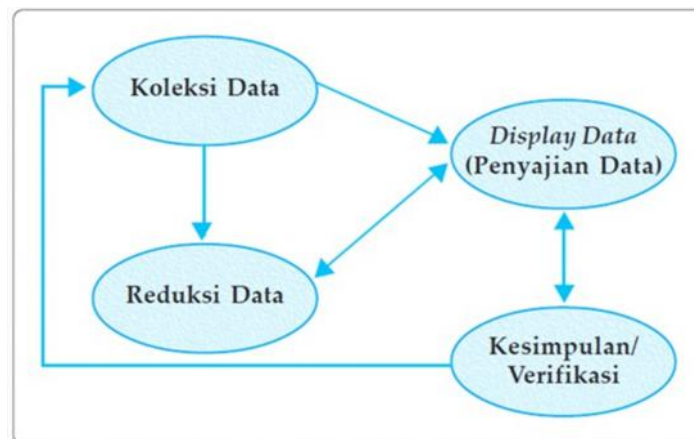 Koleksi Data
Display Data
(Penyajian Data)
Reduksi Data
Kesimpulan/
Verifikasi